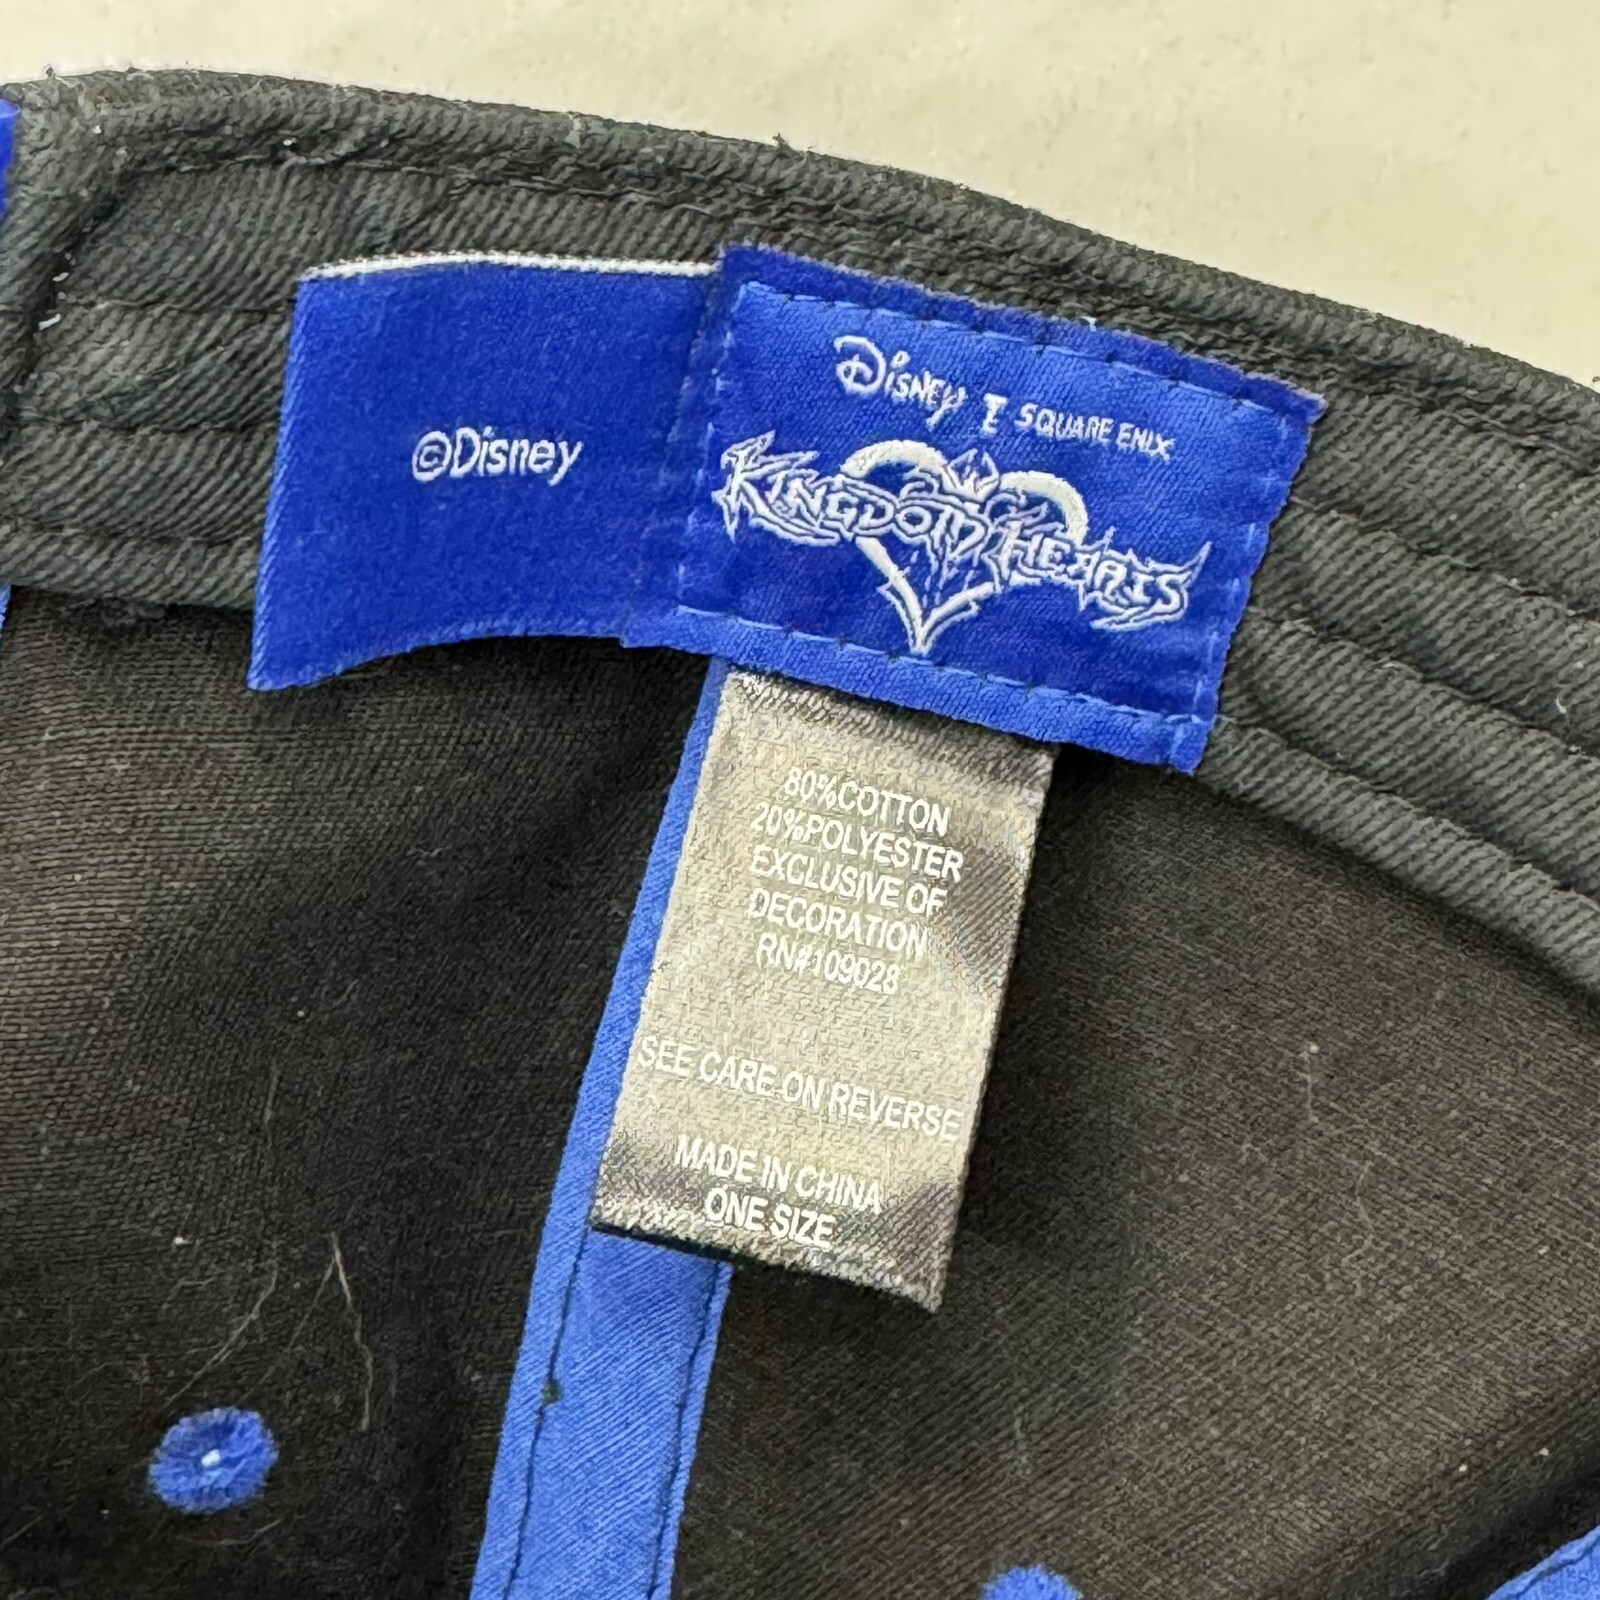 ©Disney
Disney I SQUARE ENIX
KINGDOM HEARTS
80%COTTON
20%POLYESTER
EXCLUSIVE OF
DECORATION
RN#109028
SEE CARE ON REVERSE
MADE IN CHINA
ONE SIZE